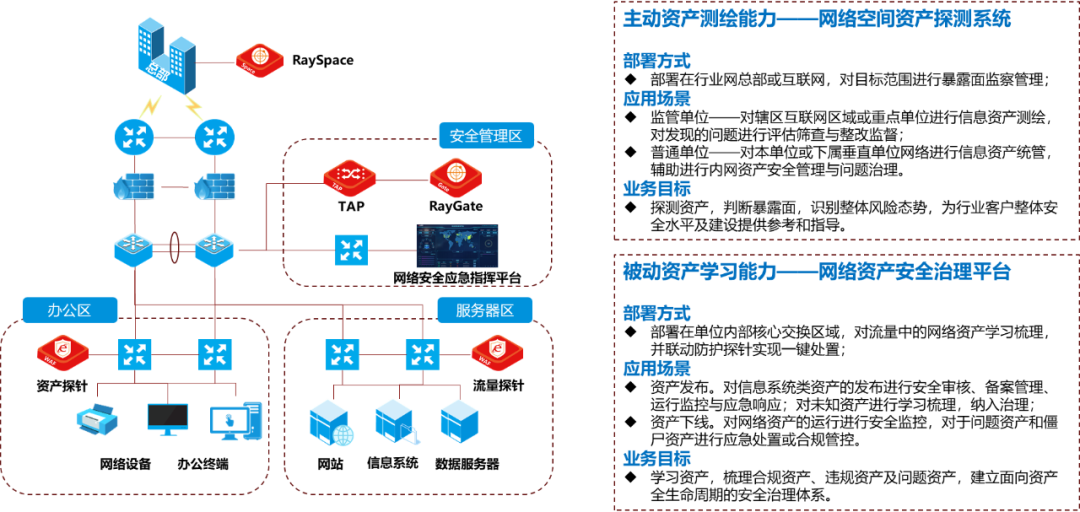 总部
Space
RaySpace
安全管理区
TAP
TAP
Gate
RayGate
网络安全应急指挥平台
办公区
WAF
资产探针
网络设备
办公终端
服务器区
WAF
流量探针
网站
信息系统
数据服务器
主动资产测绘能力——网络空间资产探测系统
部署方式
◆ 部署在行业网总部或互联网，对目标范围进行暴露面监察管理；
应用场景
◆ 监管单位——对辖区互联网区域或重点单位进行信息资产测绘，
对发现的问题进行评估筛查与整改监督；
◆ 普通单位——对本单位或下属垂直单位网络进行信息资产统管，
辅助进行内网资产安全管理与问题治理。
业务目标
◆ 探测资产，判断暴露面，识别整体风险态势，为行业客户整体安
全水平及建设提供参考和指导。
被动资产学习能力——网络资产安全治理平台
部署方式
◆ 部署在单位内部核心交换区域，对流量中的网络资产学习梳理，
并联动防护探针实现一键处置；
应用场景
◆ 资产发布。对信息系统类资产的发布进行安全审核、备案管理、
运行监控与应急响应；对未知资产进行学习梳理，纳入治理；
◆ 资产下线。对网络资产的运行进行安全监控，对于问题资产和僵
尸资产进行应急处置或合规管控。
业务目标
◆ 学习资产，梳理合规资产、违规资产及问题资产，建立面向资产
全生命周期的安全治理体系。